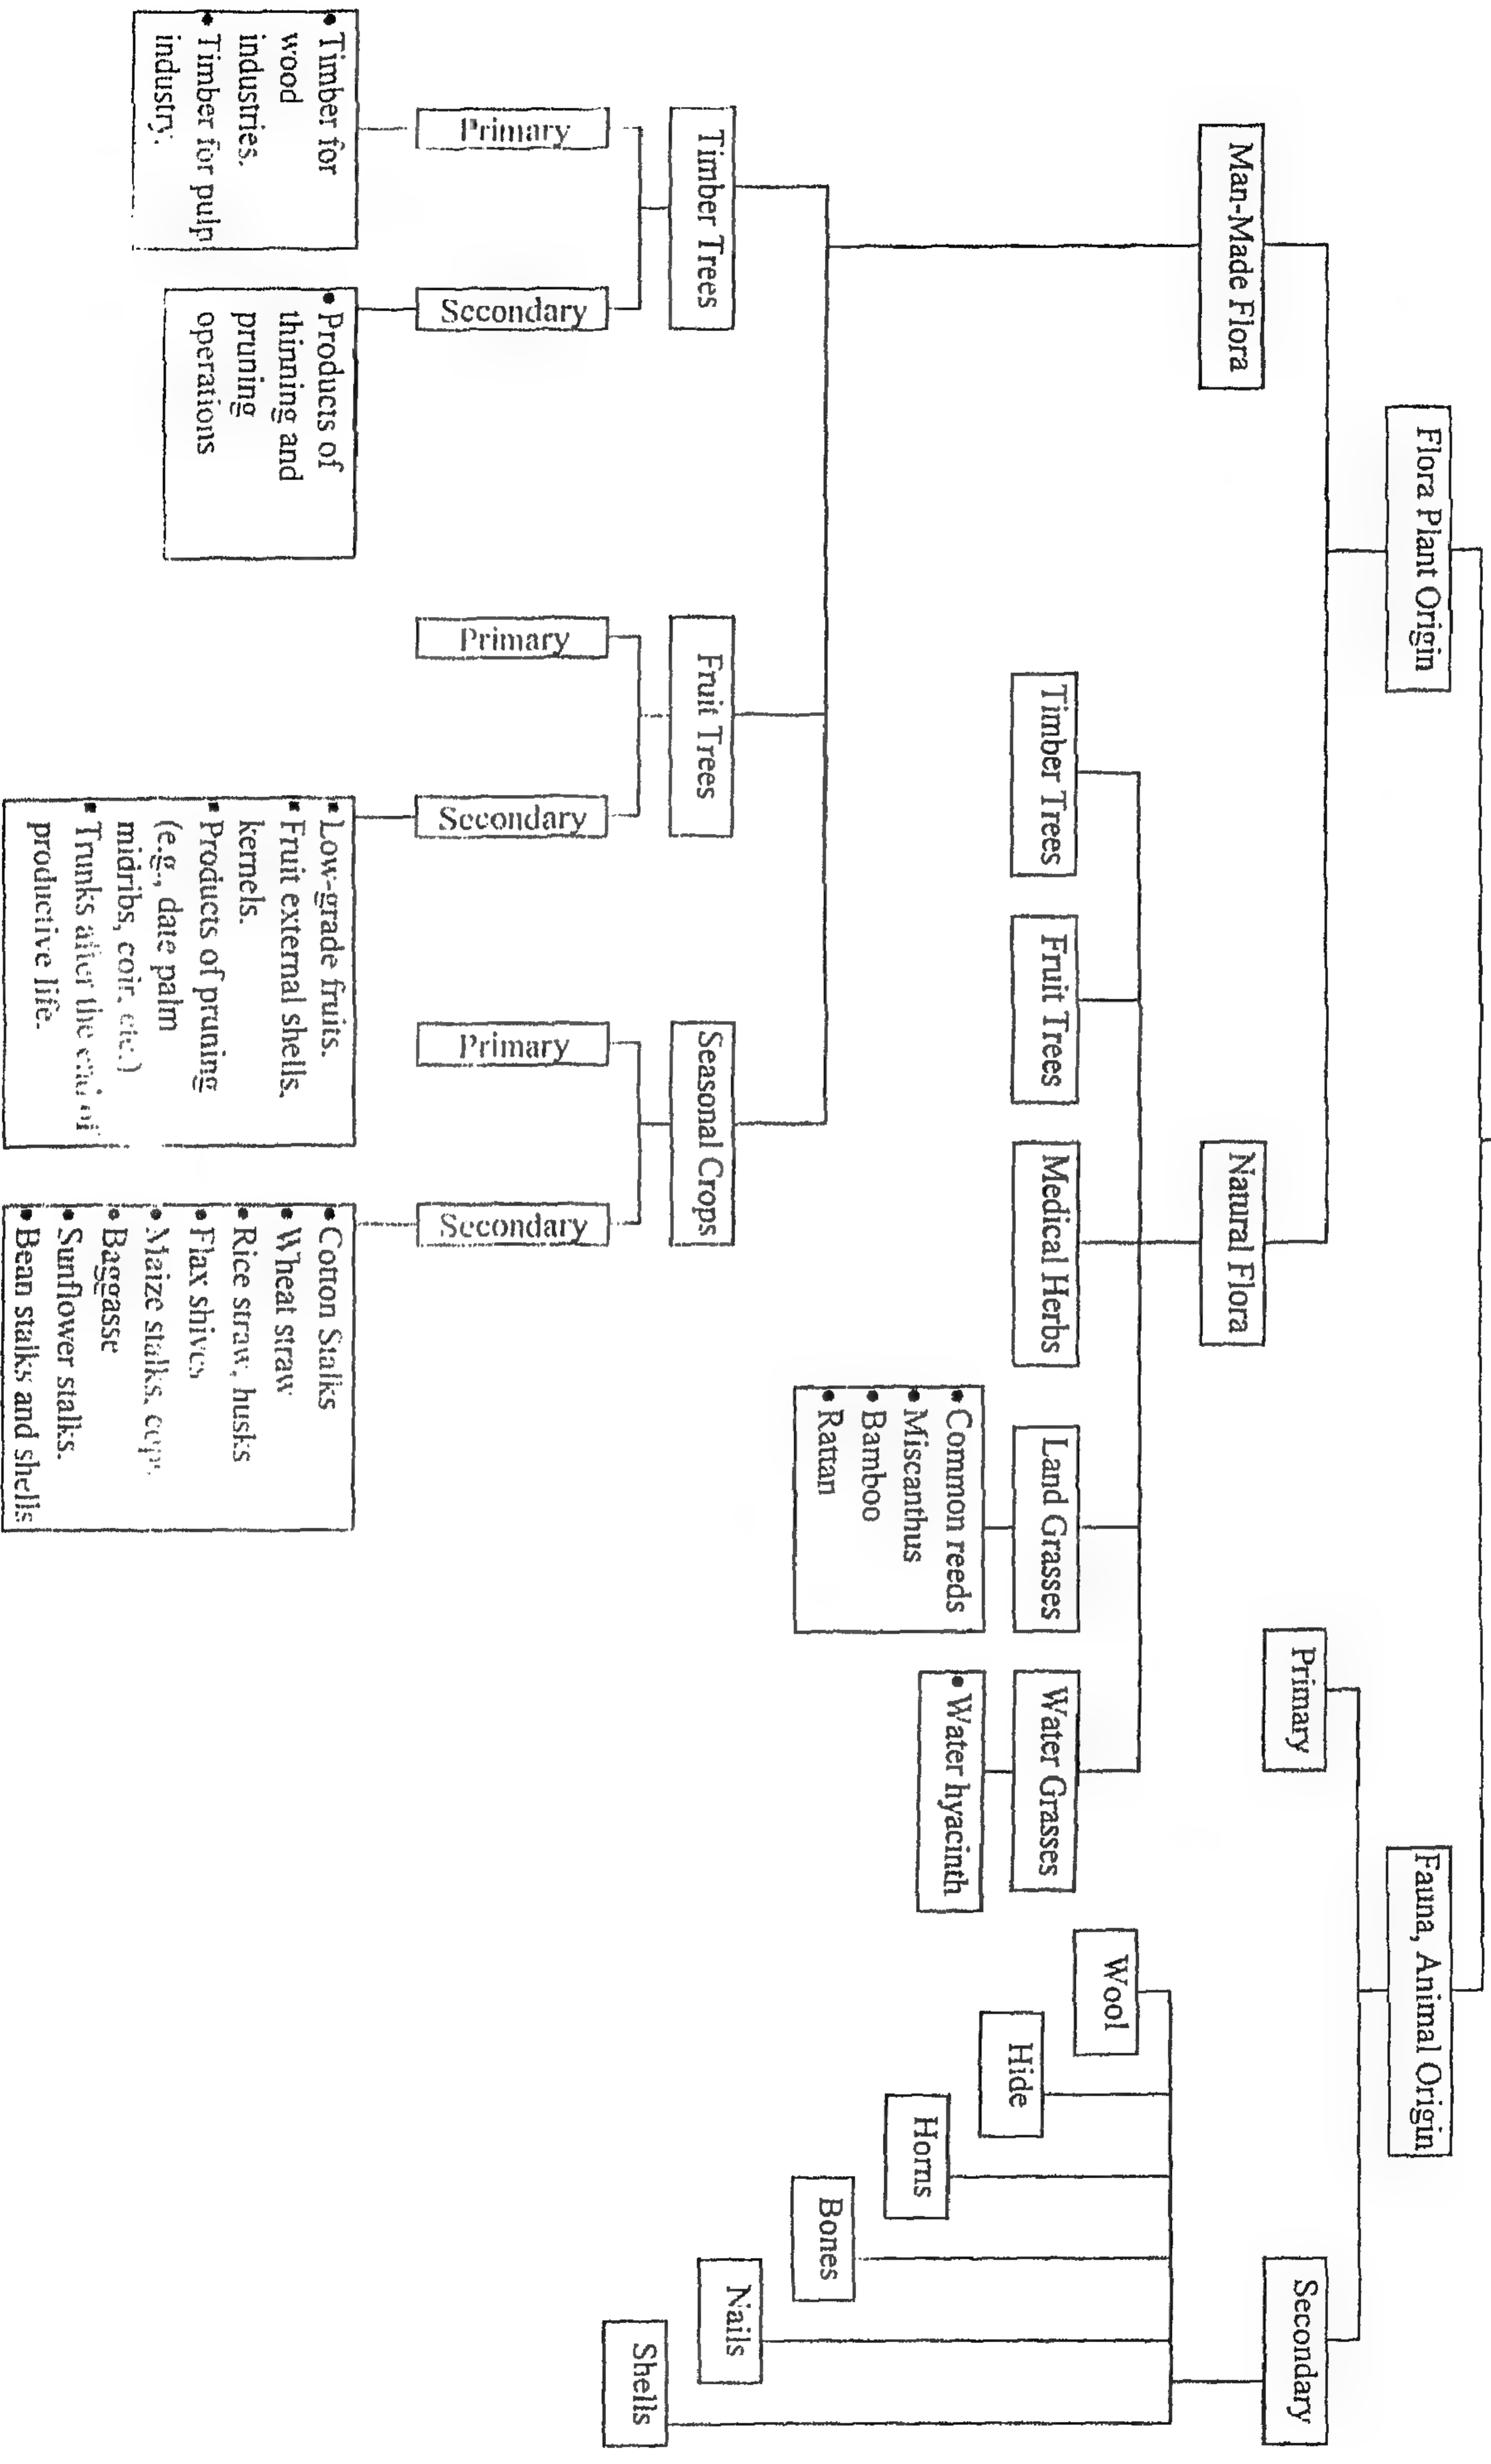 Flora Plant Origin
Fauna, Animal Origin
Man-Made Flora
Natural Flora
Primary
Secondary
Timber Trees
Fruit Trees
Medical Herbs
Land Grasses
Water Grasses
• Common reeds
• Miscanthus
• Bamboo
• Rattan
• Water hyacinth
Wool
Hide
Horns
Bones
Nails
Shells
Timber Trees
Fruit Trees
Seasonal Crops
Primary
Secondary
Primary
Secondary
Primary
Secondary
• Timber for
wood
industries.
• Timber for pulp
industry.
• Products of
thinning and
pruning
operations
▪ Low-grade fruits.
▪ Fruit external shells,
kernels.
▪ Products of pruning
(e.g., date palm
midribs, coir, etc.)
▪ Trunks after the end of
productive life.
• Cotton Stalks
• Wheat straw
• Rice straw, husks
• Flax shives
• Maize stalks,
• Baggasse
• Sunflower stalks.
• Bean stalks and shells